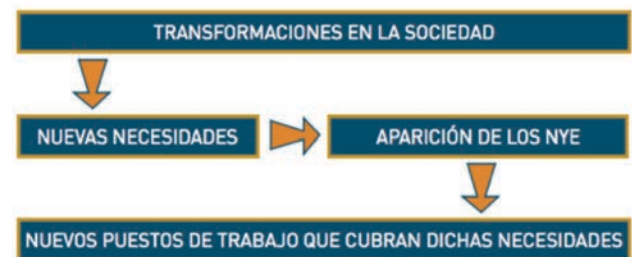 TRANSFORMACIONES EN LA SOCIEDAD
NUEVAS NECESIDADES
APARICIÓN DE LOS NYE
NUEVOS PUESTOS DE TRABAJO QUE CUBRAN DICHAS NECESIDADES